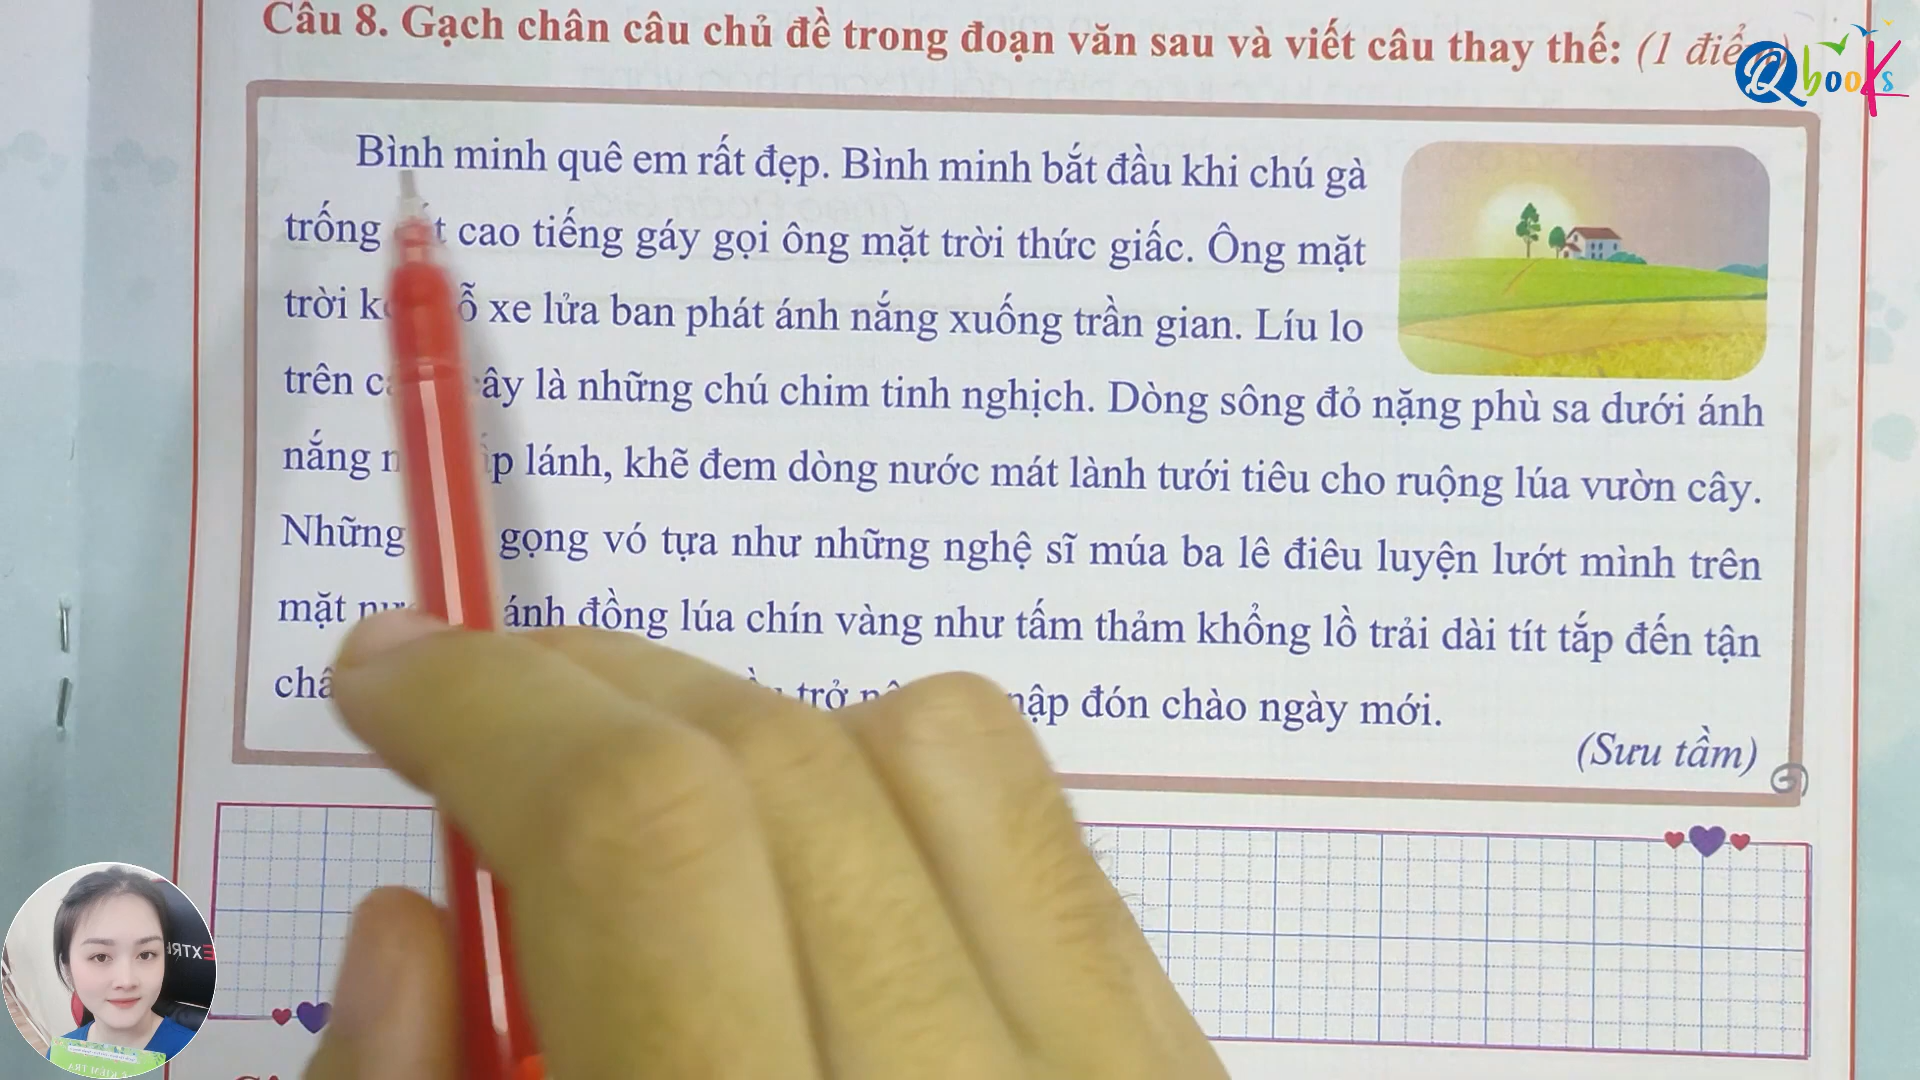 Câu 8. Gạch chân câu chủ đề trong đoạn văn sau và viết câu thay thế: (1 điểm)
Qbooks
Bình minh quê em rất đẹp. Bình minh bắt đầu khi chú gà
trống cao tiếng gáy gọi ông mặt trời thức giấc. Ông mặt
trời xe lửa ban phát ánh nắng xuống trần gian. Líu lo
trên cây là những chú chim tinh nghịch. Dòng sông đỏ nặng phù sa dưới ánh
nắng lánh, khẽ đem dòng nước mát lành tưới tiêu cho ruộng lúa vườn cây.
Những gọng vó tựa như những nghệ sĩ múa ba lê điêu luyện lướt mình trên
mặt đồng lúa chín vàng như tấm thảm khổng lồ trải dài tít tắp đến tận
trở đón chào ngày mới.
(Sưu tầm)